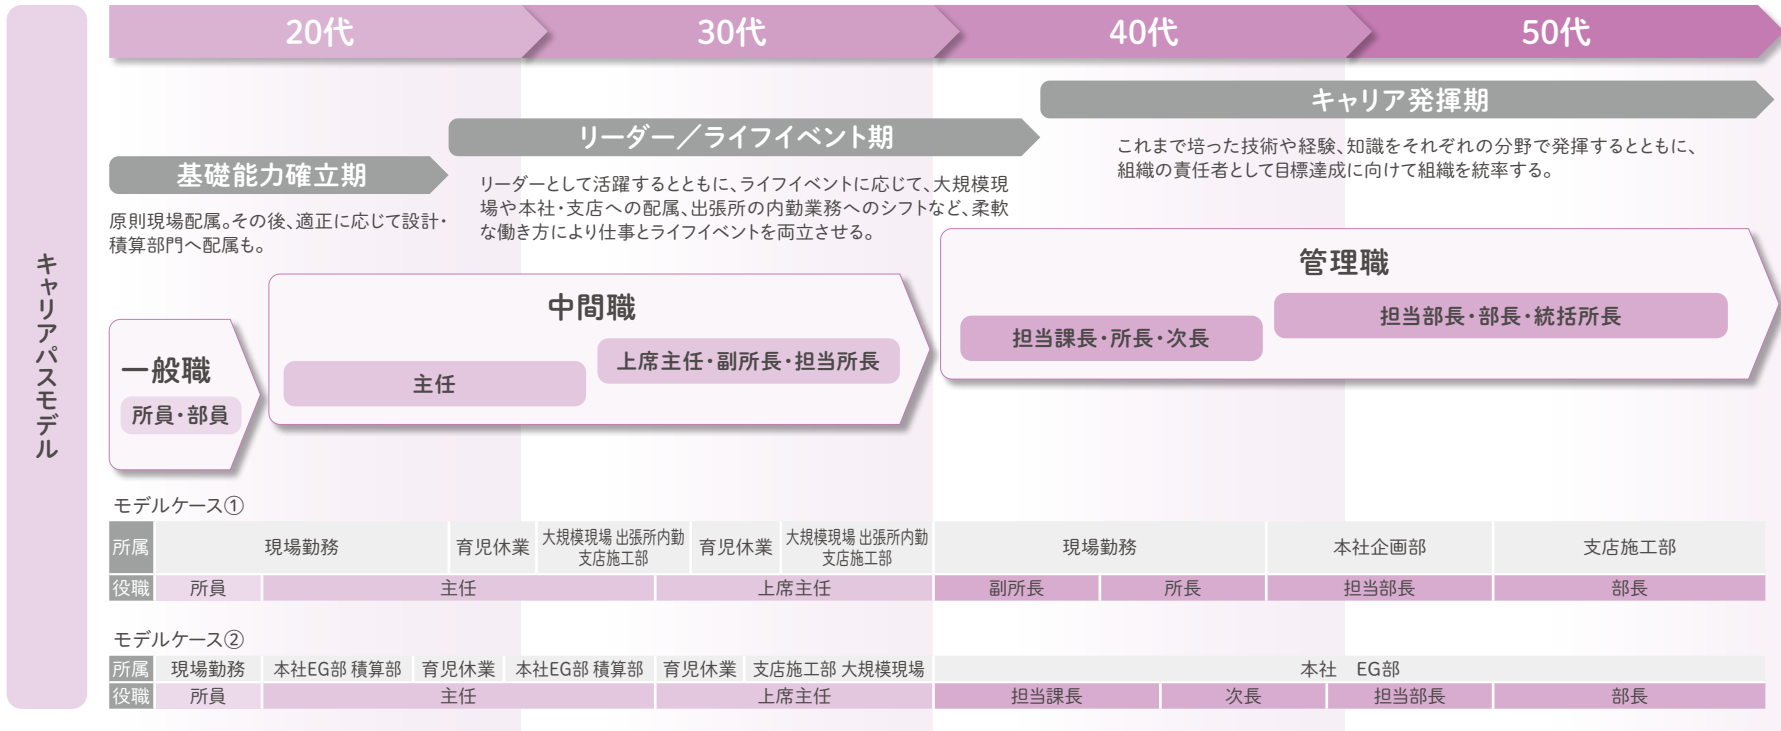 キャリアパスモデル
20代 30代 40代 50代
キャリア発揮期
これまで培った技術や経験、知識をそれぞれの分野で発揮するとともに、
組織の責任者として目標達成に向けて組織を統率する。
リーダー／ライフイベント期
リーダーとして活躍するとともに、ライフイベントに応じて、大規模現
場や本社・支店への配属、出張所の内勤業務へのシフトなど、柔軟
な働き方により仕事とライフイベントを両立させる。
基礎能力確立期
原則現場配属。その後、適正に応じて設計・
積算部門へ配属も。
一般職
所員・部員
中間職
主任
上席主任・副所長・担当所長
管理職
担当課長・所長・次長
担当部長・部長・統括所長
モデルケース①
所属 現場勤務 育児休業 大規模現場 出張所内勤 支店施工部 育児休業 大規模現場 出張所内勤 支店施工部 現場勤務 本社企画部 支店施工部
役職 所員 主任 上席主任 副所長 所長 担当部長 部長
モデルケース②
所属 現場勤務 本社EG部 積算部 育児休業 本社EG部 積算部 育児休業 支店施工部 大規模現場 本社 EG部
役職 所員 主任 上席主任 担当課長 次長 担当部長 部長